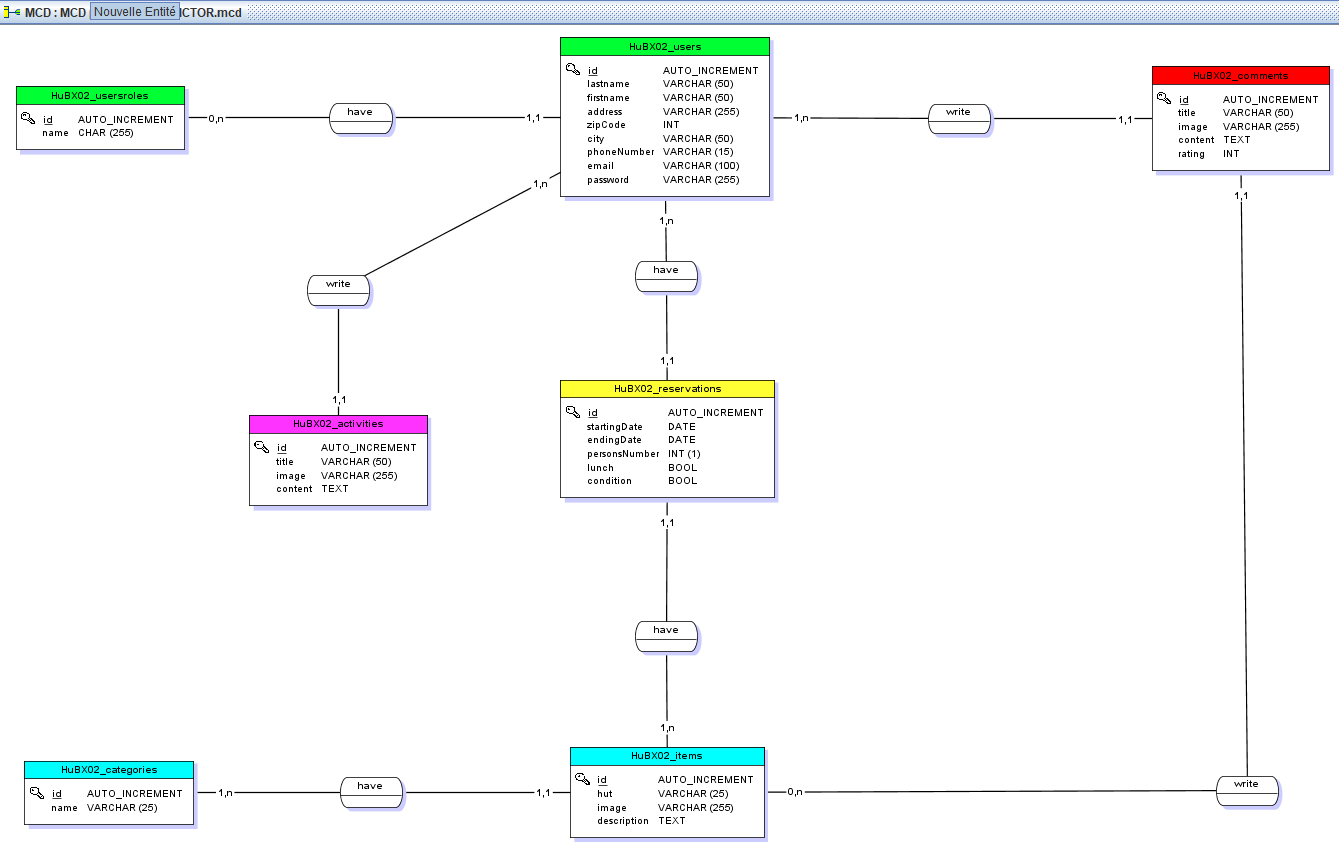 MCD : MCD Nouvelle Entité ICTOR.mcd
HuBX02_users
id AUTO_INCREMENT
lastname VARCHAR (50)
firstname VARCHAR (50)
address VARCHAR (255)
zipCode INT
city VARCHAR (50)
phoneNumber VARCHAR (15)
email VARCHAR (100)
password VARCHAR (255)
HuBX02_usersroles
id AUTO_INCREMENT
name CHAR (255)
0,n
have
1,1
1,n
write
1,1
HuBX02_comments
id AUTO_INCREMENT
title VARCHAR (50)
image VARCHAR (255)
content TEXT
rating INT
1,n
write
1,1
1,n
have
1,1
1,1
HuBX02_activities
id AUTO_INCREMENT
title VARCHAR (50)
image VARCHAR (255)
content TEXT
HuBX02_reservations
id AUTO_INCREMENT
startingDate DATE
endingDate DATE
personsNumber INT (1)
lunch BOOL
condition BOOL
1,1
have
1,n
HuBX02_categories
id AUTO_INCREMENT
name VARCHAR (25)
1,n
have
1,1
HuBX02_items
id AUTO_INCREMENT
hut VARCHAR (25)
image VARCHAR (255)
description TEXT
0,n
write